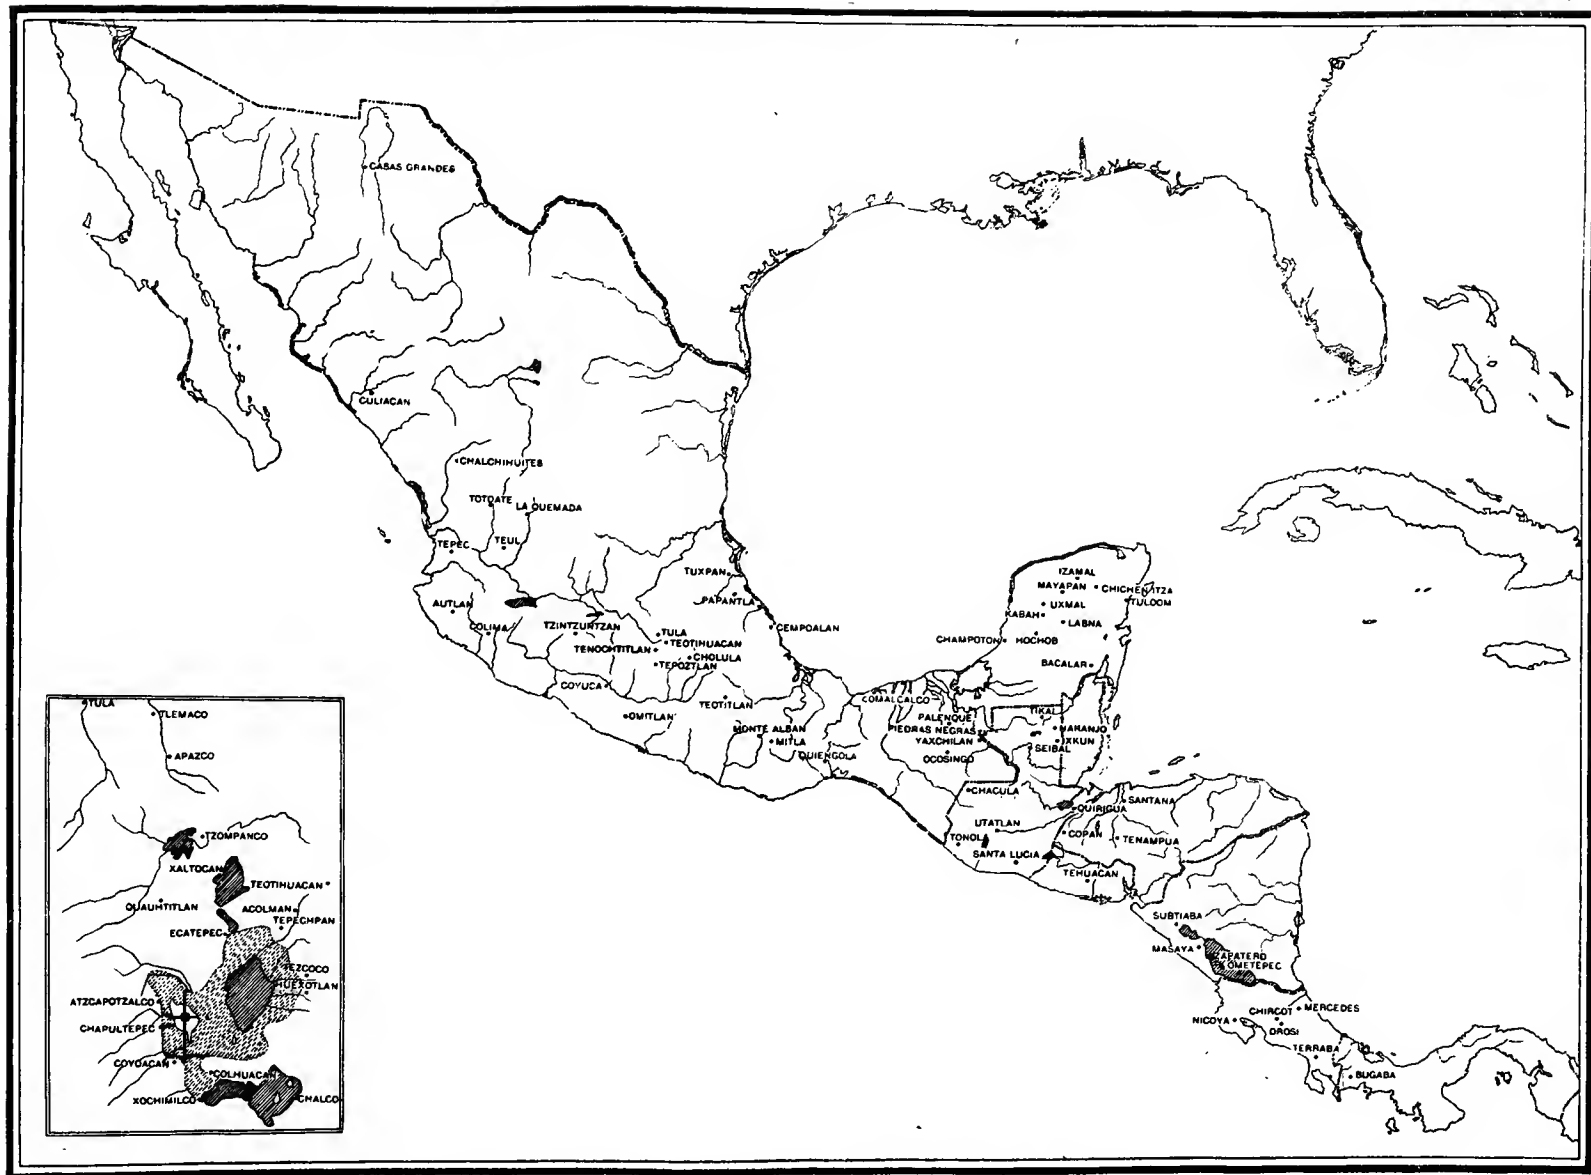 CASAS GRANDES
CULIACAN
CHALCHIHUITES
TOTOATE
LA QUEMADA
TEPEC
TEUL
TUXPAN
PAPANTLA
AUTLAN
COLIMA
TZINTZUNTZAN
TULA
TEOTIHUACAN
TENOCHTITLAN
CHOLULA
TEPOZTLAN
CEMPOALAN
COYUCA
OMITLAN
TEOTITLAN
MONTE ALBAN
MITLA
QUIENGOLA
IZAMAL
MAYAPAN
CHICHEN ITZA
TULOOM
UXMAL
KABAH
LABNA
CHAMPOTON
HOCHOB
BACALAR
COMALCALCO
PALENQUE
TIKAL
PIEDRAS NEGRAS
NARANJO
YAXCHILAN
IXKUN
SEIBAL
OCOSINGO
CHACULA
SANTANA
QUIRIGUA
UTATLAN
COPAN
TONOLA
TENAMPUA
SANTA LUCIA
TEHUACAN
SUBTIABA
MASAYA
ZAPATERO
OMETEPEC
MERCEDES
CHIRCOT
NICOYA
OROSI
TERRABA
BUGABA
TULA
TLEMACO
APAZCO
TZOMPANCO
XALTOCAN
TEOTIHUACAN
QUAUHTITLAN
ACOLMAN
TEPECHPAN
ECATEPEC
TEZCOCO
HUEXOTLAN
ATZCAPOTZALCO
CHAPULTEPEC
COYOACAN
COLHUACAN
XOCHIMILCO
CHALCO